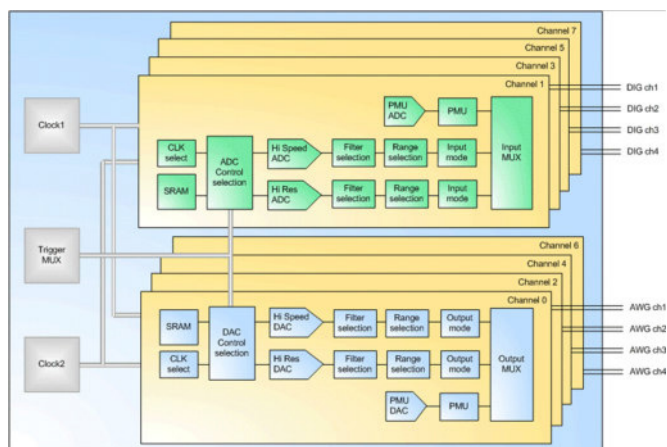 Channel 7
Channel 5
Channel 3
Channel 1
DIG ch1
DIG ch2
DIG ch3
DIG ch4
Clock1
PMU
ADC
PMU
CLK
select
ADC
Control
selection
Hi Speed
ADC
Filter
selection
Range
selection
Input
mode
Input
MUX
SRAM
Hi Res
ADC
Filter
selection
Range
selection
Input
mode
Trigger
MUX
Channel 6
Channel 4
Channel 2
Channel 0
AWG ch1
AWG ch2
AWG ch3
AWG ch4
SRAM
DAC
Control
selection
Hi Speed
DAC
Filter
selection
Range
selection
Output
mode
Output
MUX
Clock2
CLK
select
Hi Res
DAC
Filter
selection
Range
selection
Output
mode
PMU
DAC
PMU